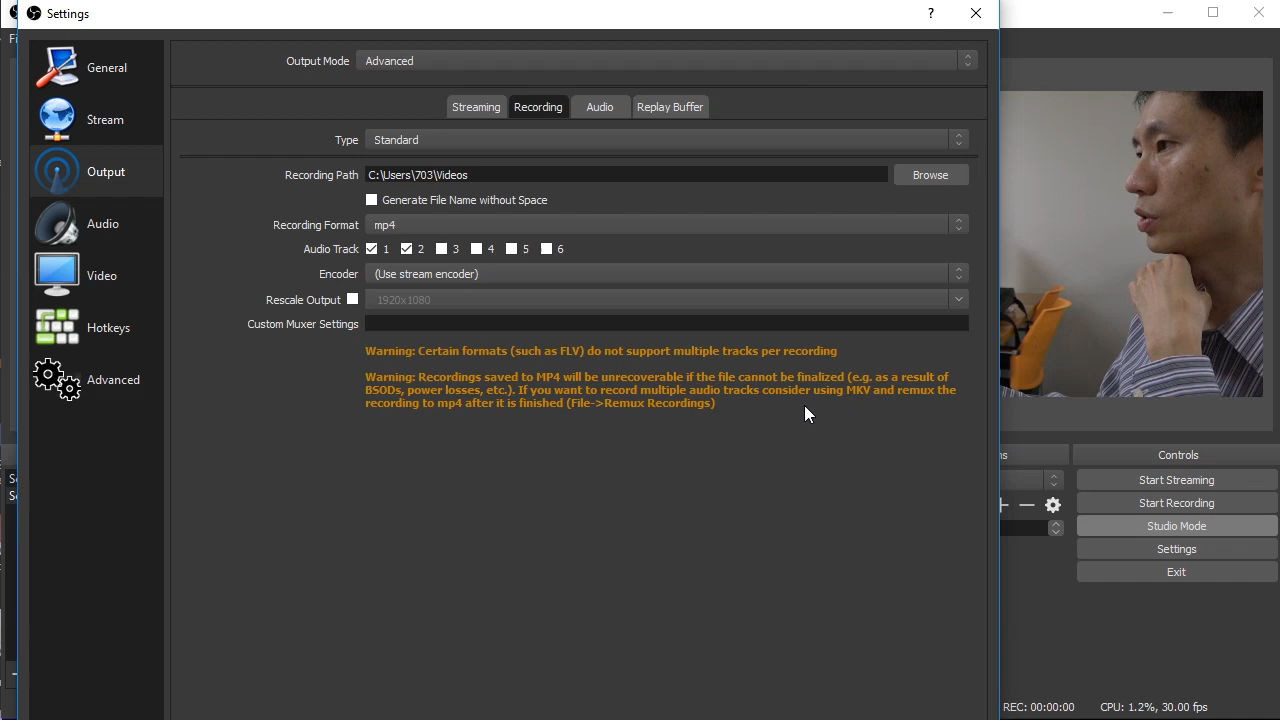 Settings
?
Fi
General
Stream
Output
Audio
Video
Hotkeys
Advanced
Output Mode Advanced
Streaming Recording Audio Replay Buffer
Type Standard
Recording Path C:\Users\703\Videos Browse
Generate File Name without Space
Recording Format mp4
Audio Track 1 2 3 4 5 6
Encoder (Use stream encoder)
Rescale Output 1920x1080
Custom Muxer Settings
Warning: Certain formats (such as FLV) do not support multiple tracks per recording
Warning: Recordings saved to MP4 will be unrecoverable if the file cannot be finalized (e.g. as a result of
BSODs, power losses, etc.). If you want to record multiple audio tracks consider using MKV and remux the
recording to mp4 after it is finished (File->Remux Recordings)
ns
Controls
Start Streaming
Start Recording
Studio Mode
Settings
Exit
REC: 00:00:00 CPU: 1.2%, 30.00 fps